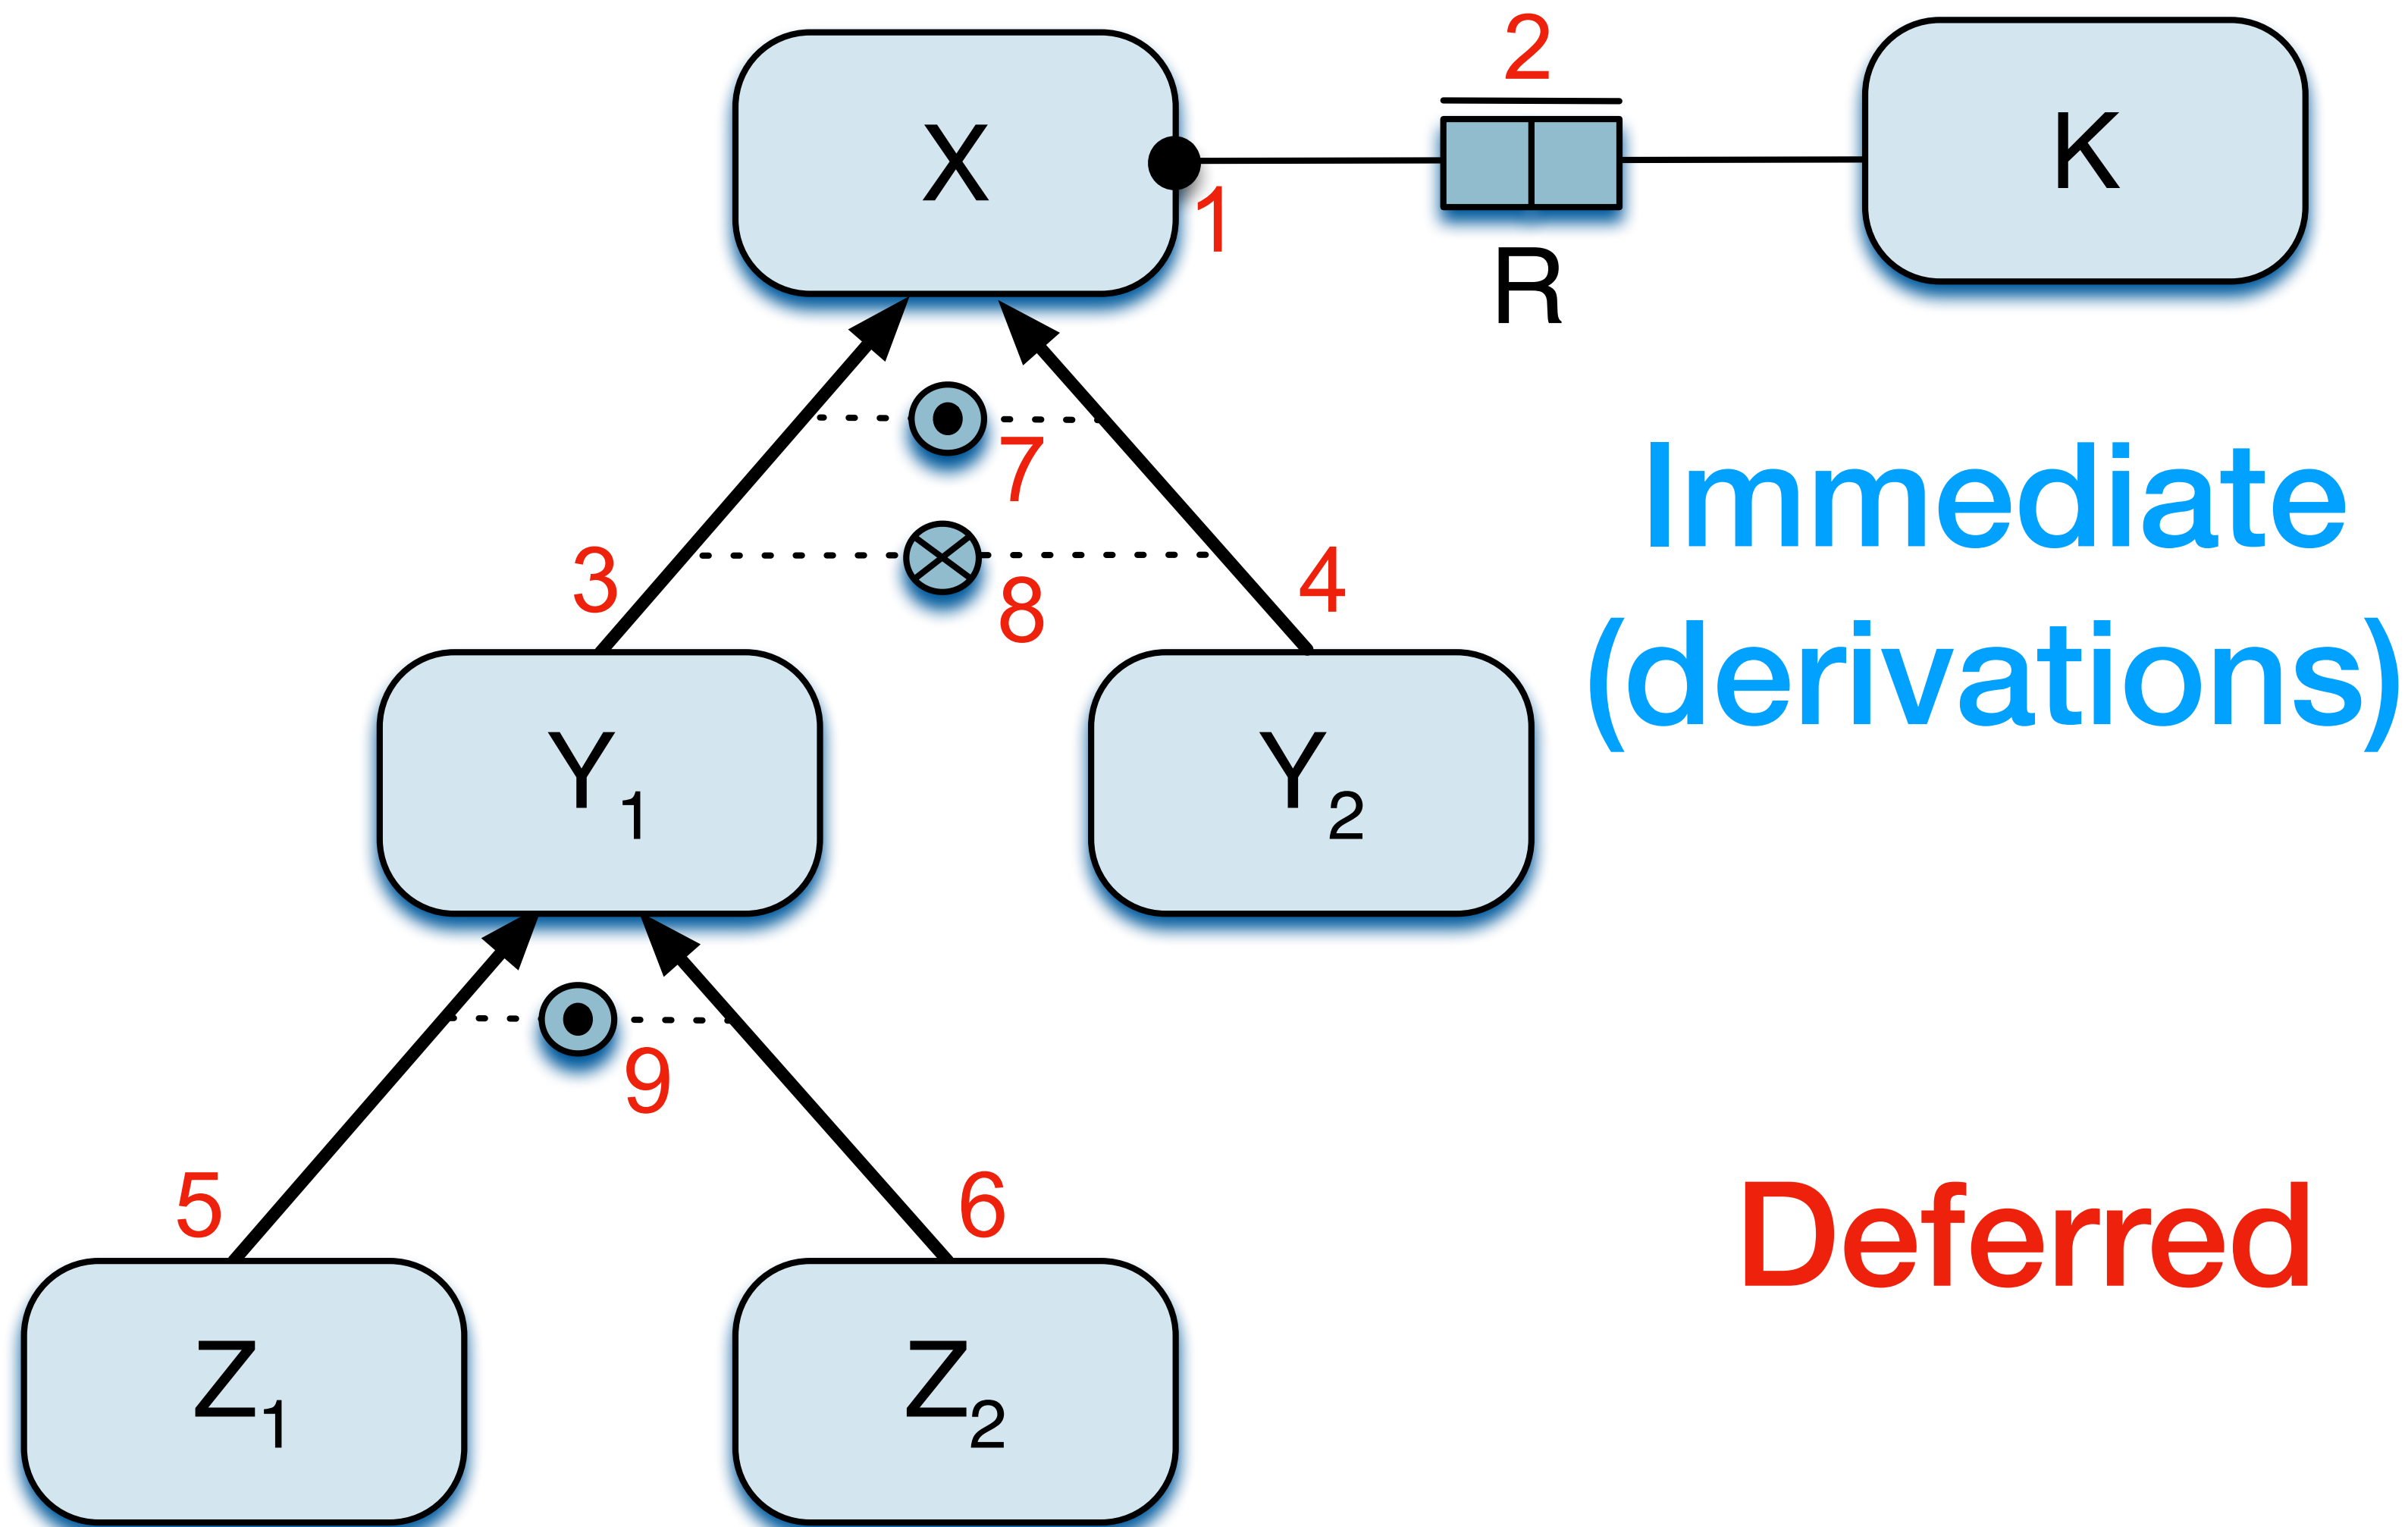 2
X
K
1
R
7
Immediate
3
8
4
(derivations)
Y1
Y2
9
5
6
Deferred
Z1
Z2